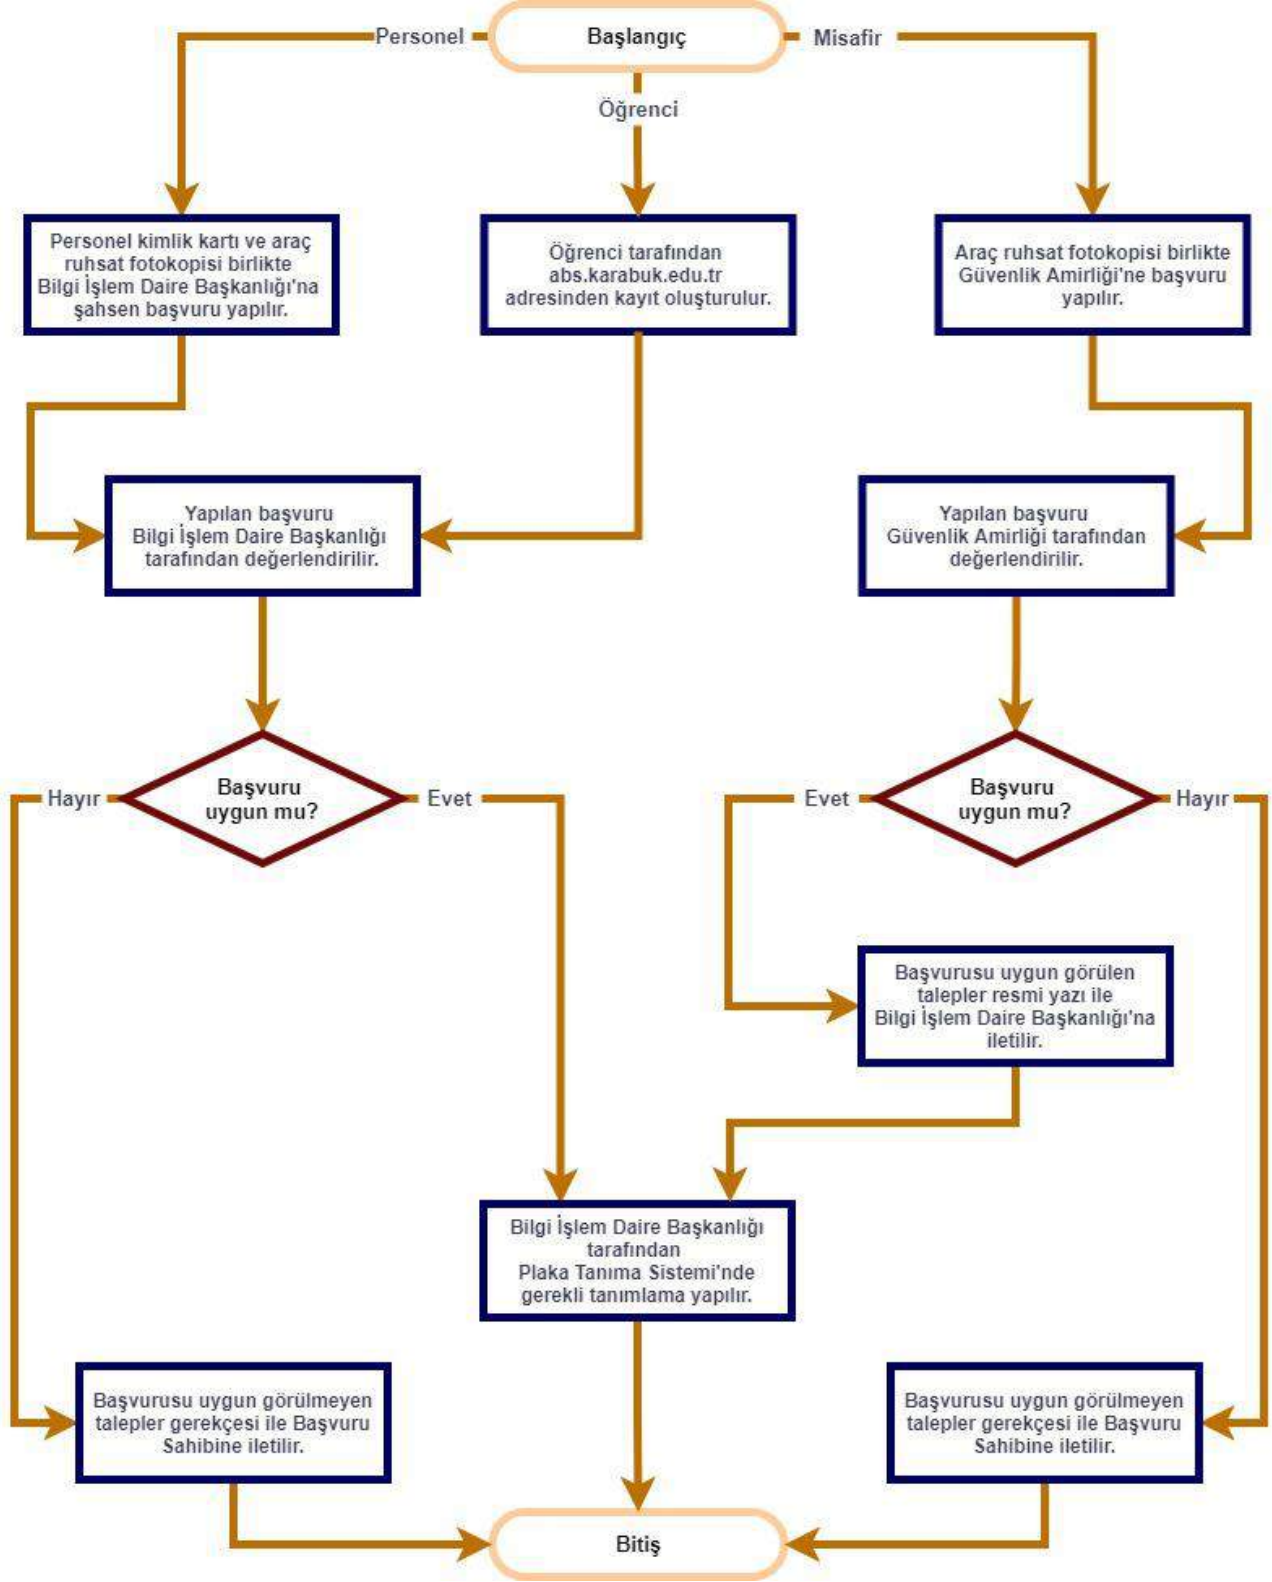 Başlangıç
Personel
Misafir
Öğrenci
Personel kimlik kartı ve araç
ruhsat fotokopisi birlikte
Bilgi İşlem Daire Başkanlığı'na
şahsen başvuru yapılır.
Öğrenci tarafından
abs.karabuk.edu.tr
adresinden kayıt oluşturulur.
Araç ruhsat fotokopisi birlikte
Güvenlik Amirliği'ne başvuru
yapılır.
Yapılan başvuru
Bilgi İşlem Daire Başkanlığı
tarafından değerlendirilir.
Yapılan başvuru
Güvenlik Amirliği tarafından
değerlendirilir.
Hayır
Başvuru
uygun mu?
Evet
Evet
Başvuru
uygun mu?
Hayır
Başvurusu uygun görülen
talepler resmi yazı ile
Bilgi İşlem Daire Başkanlığı'na
iletilir.
Bilgi İşlem Daire Başkanlığı
tarafından
Plaka Tanıma Sistemi'nde
gerekli tanımlama yapılır.
Başvurusu uygun görülmeyen
talepler gerekçesi ile Başvuru
Sahibine iletilir.
Başvurusu uygun görülmeyen
talepler gerekçesi ile Başvuru
Sahibine iletilir.
Bitiş